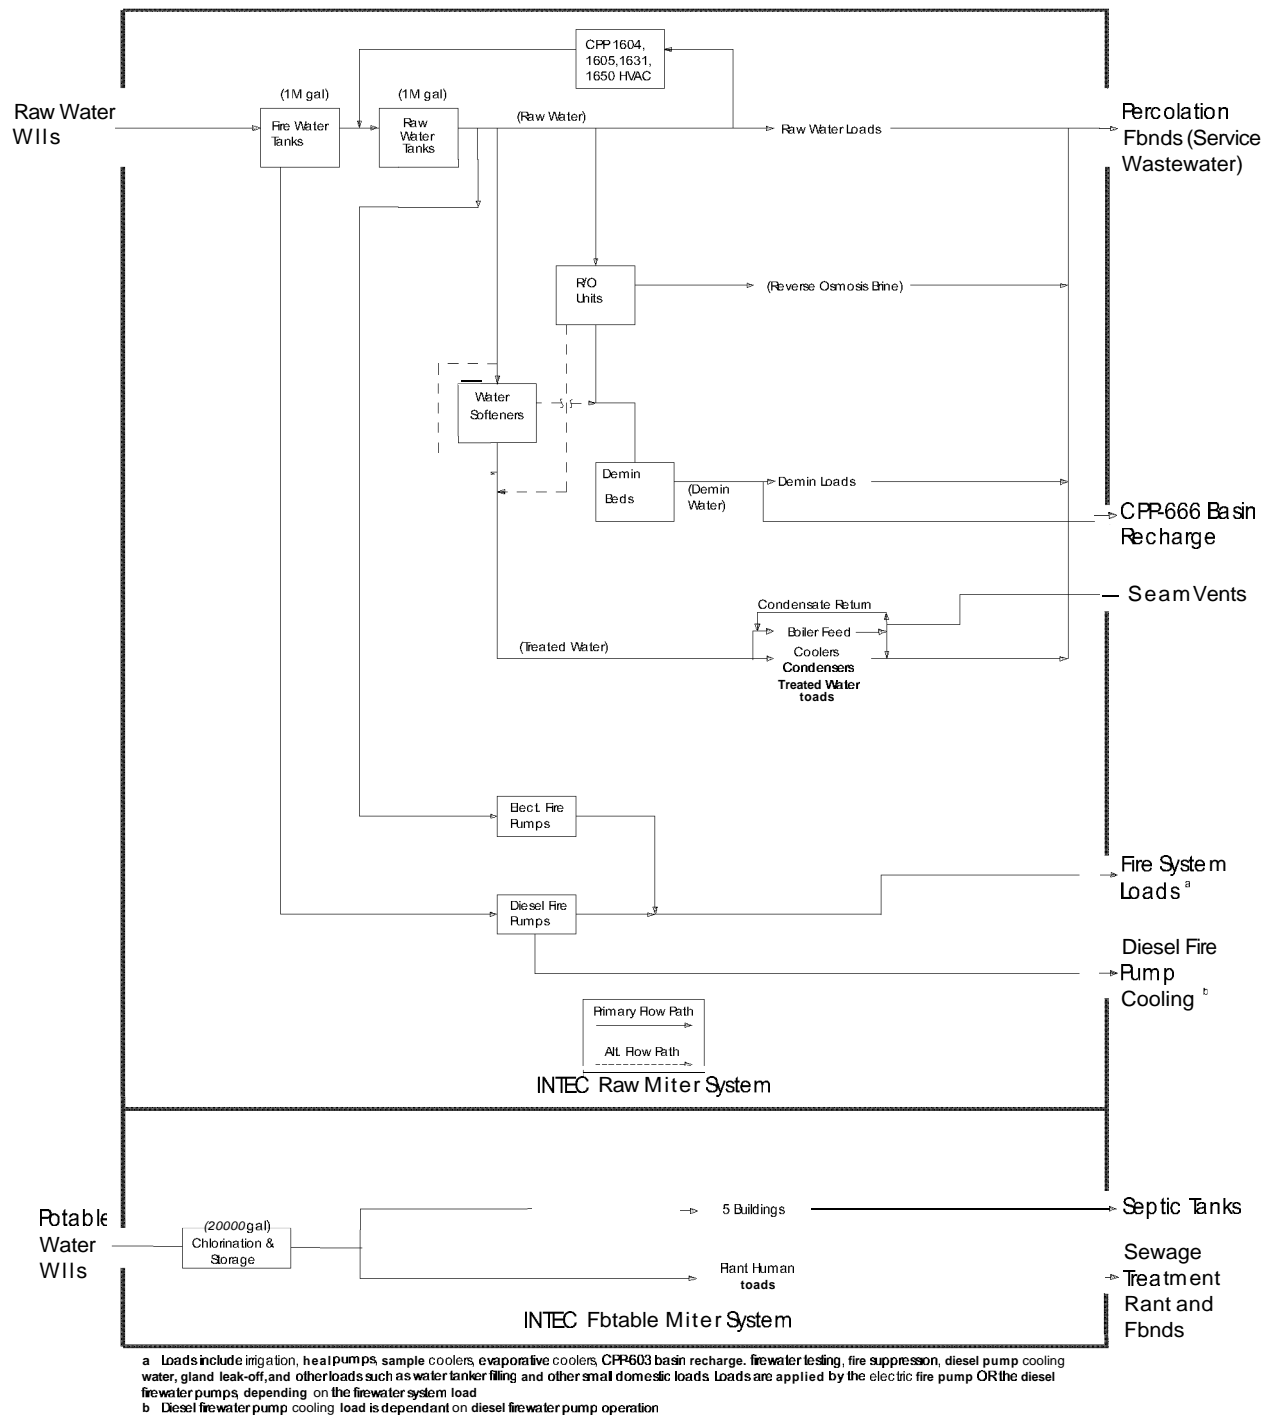 CPP 1604,
1605,1631,
1650 HVAC
(1M gal)
(1M gal)
Raw Water
WIIs
Fire Water
Tanks
Raw
Water
Tanks
(Raw Water)
Raw Water Loads
Percolation
Fbnds (Service
Wastewater)
R/O
Units
(Reverse Osmosis Brine)
Water
Softeners
Demin
Beds
(Demin
Water)
Demin Loads
CPP-666 Basin
Recharge
Seam Vents
Condensate Return
Boiler Feed
(Treated Water)
Coolers
Condensers
Treated Water
toads
Elect. Fire
Pumps
Fire System
Loads a
Diesel Fire
Pumps
Diesel Fire
Pump
Cooling b
Primary Flow Path
Alt. Flow Path
INTEC Raw Miter System
Potable
Water
WIIs
(20000gal)
Chlorination &
Storage
5 Buildings
Septic Tanks
Rant Human
toads
Sewage
Treatment
Rant and
Fbnds
INTEC Fbtable Miter System
a Loads include irrigation, heal pumps, sample coolers, evaporative coolers, CPP-603 basin recharge. firewater testing, fire suppression, diesel pump cooling
water, gland leak-off, and other loads such as water tanker filling and other small domestic loads. Loads are applied by the electric fire pump OR the diesel
firewater pumps, depending on the firewater system load
b Diesel firewater pump cooling load is dependant on diesel firewater pump operation